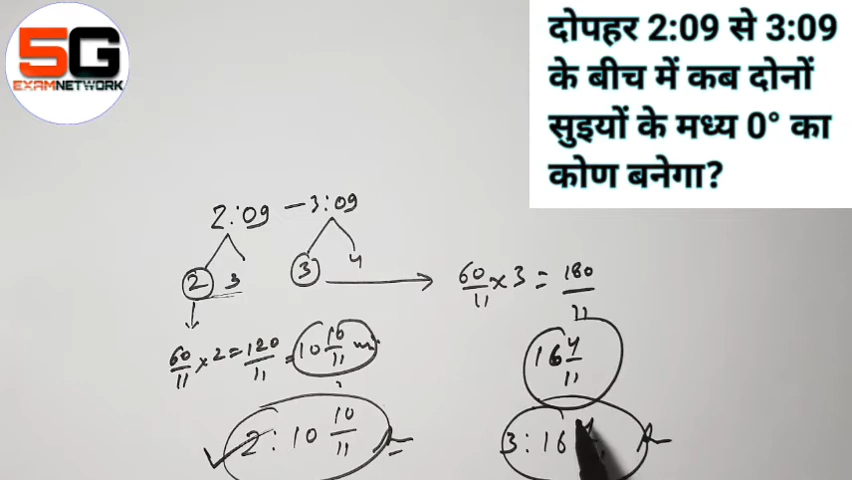 5G
EXAMNETWORK
दोपहर 2:09 से 3:09
के बीच में कब दोनों
सुइयों के मध्य 0° का
कोण बनेगा?
2:09 – 3:09
2 3 3 4
60/11 × 3 = 180/11
60/11 × 2 = 120/11 = 10 10/11 min
16 4/11
2 : 10 10/11
3 : 16